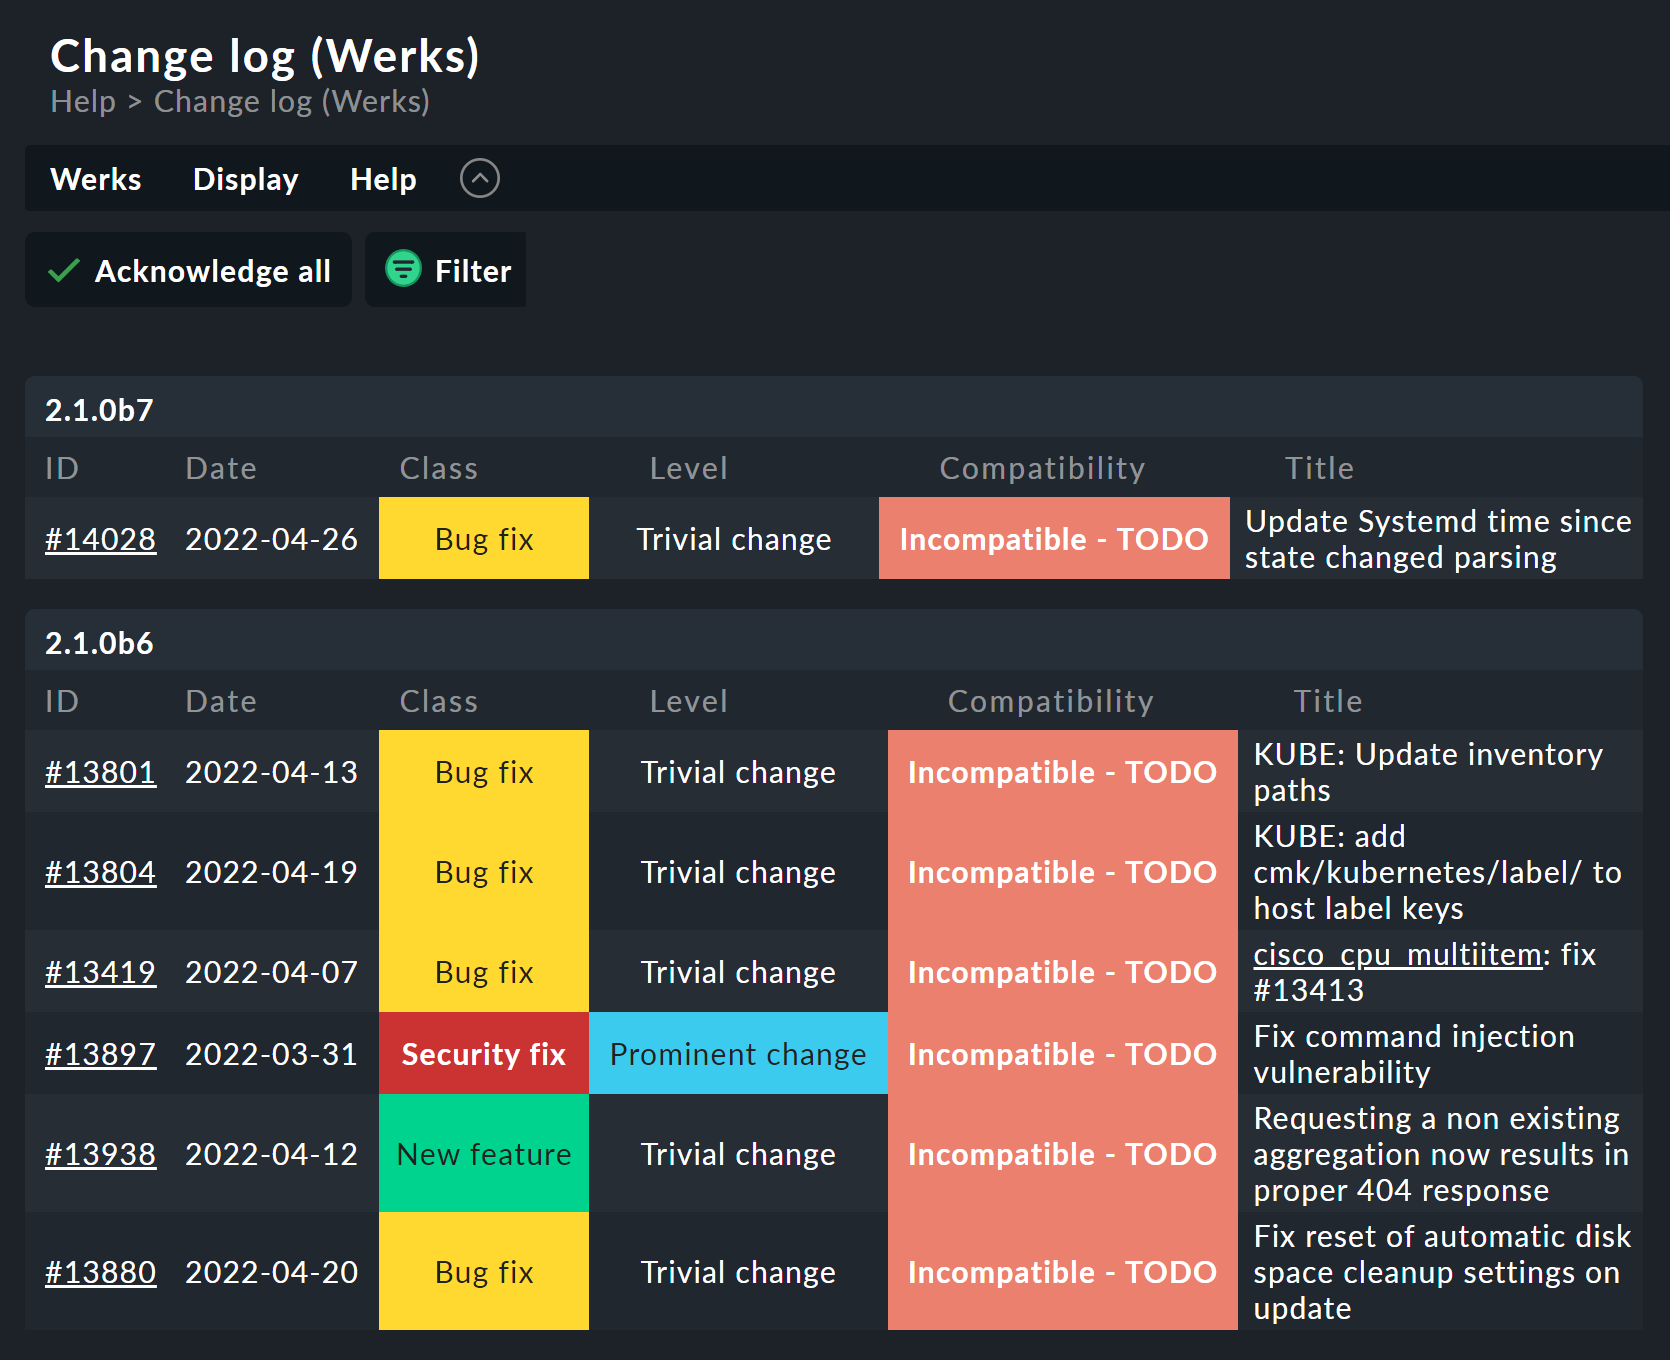 Change log (Werks)
Help > Change log (Werks)
Werks Display Help
Acknowledge all Filter
2.1.0b7
ID Date Class Level Compatibility Title
#14028 2022-04-26 Bug fix Trivial change Incompatible - TODO Update Systemd time since
state changed parsing
2.1.0b6
ID Date Class Level Compatibility Title
#13801 2022-04-13 Bug fix Trivial change Incompatible - TODO KUBE: Update inventory
paths
#13804 2022-04-19 Bug fix Trivial change Incompatible - TODO KUBE: add
cmk/kubernetes/label/ to
host label keys
#13419 2022-04-07 Bug fix Trivial change Incompatible - TODO cisco_cpu_multiitem: fix
#13413
#13897 2022-03-31 Security fix Prominent change Incompatible - TODO Fix command injection
vulnerability
#13938 2022-04-12 New feature Trivial change Incompatible - TODO Requesting a non existing
aggregation now results in
proper 404 response
#13880 2022-04-20 Bug fix Trivial change Incompatible - TODO Fix reset of automatic disk
space cleanup settings on
update